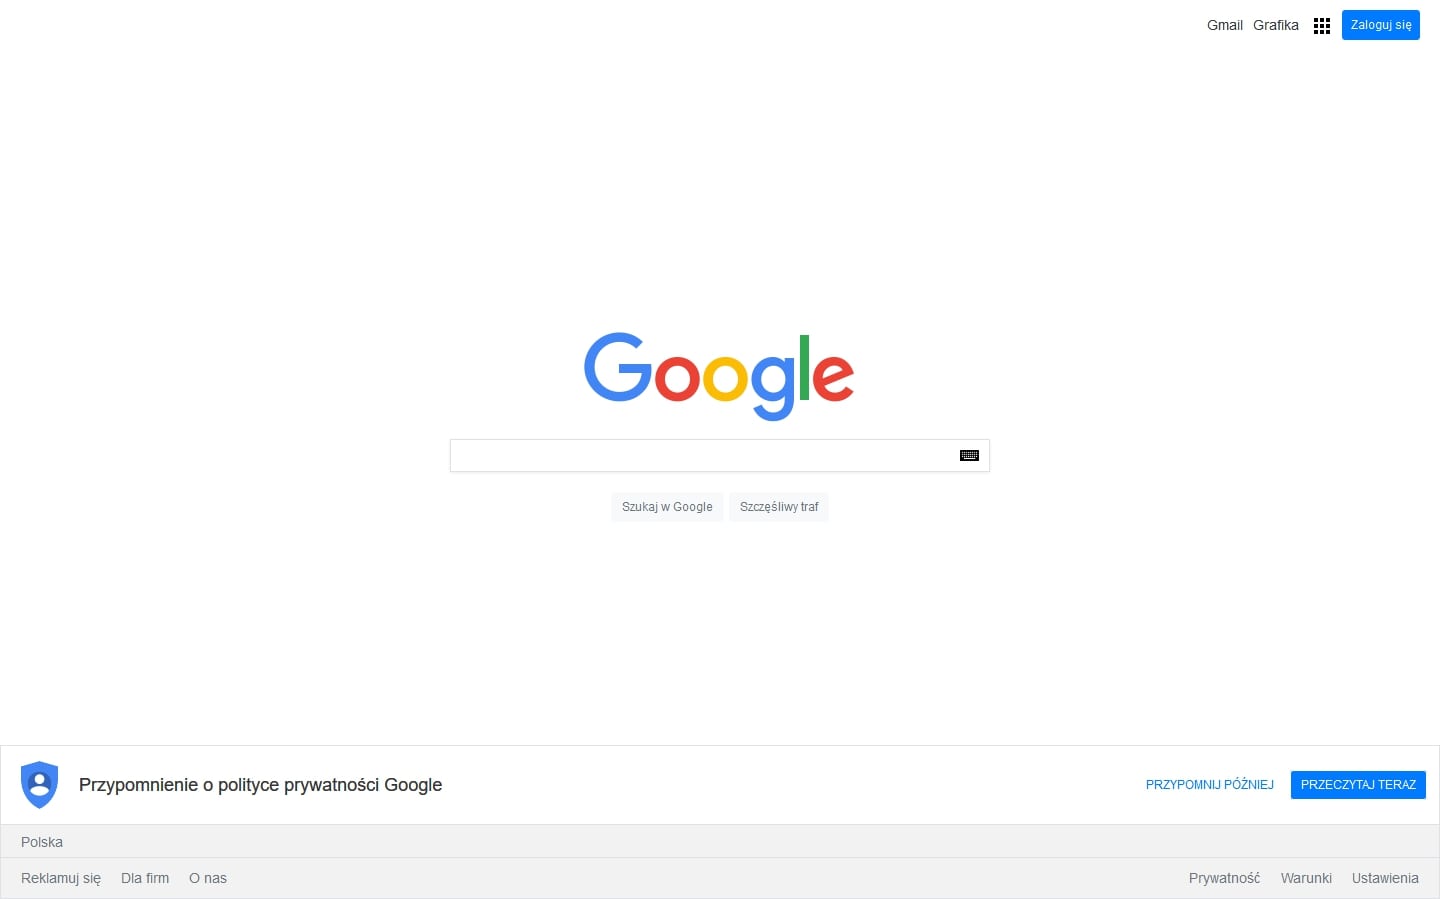 Gmail Grafika Zaloguj się
Google
Szukaj w Google Szczęśliwy traf
Przypomnienie o polityce prywatności Google PRZYPOMNIJ PÓŹNIEJ PRZECZYTAJ TERAZ
Polska
Reklamuj się Dla firm O nas Prywatność Warunki Ustawienia